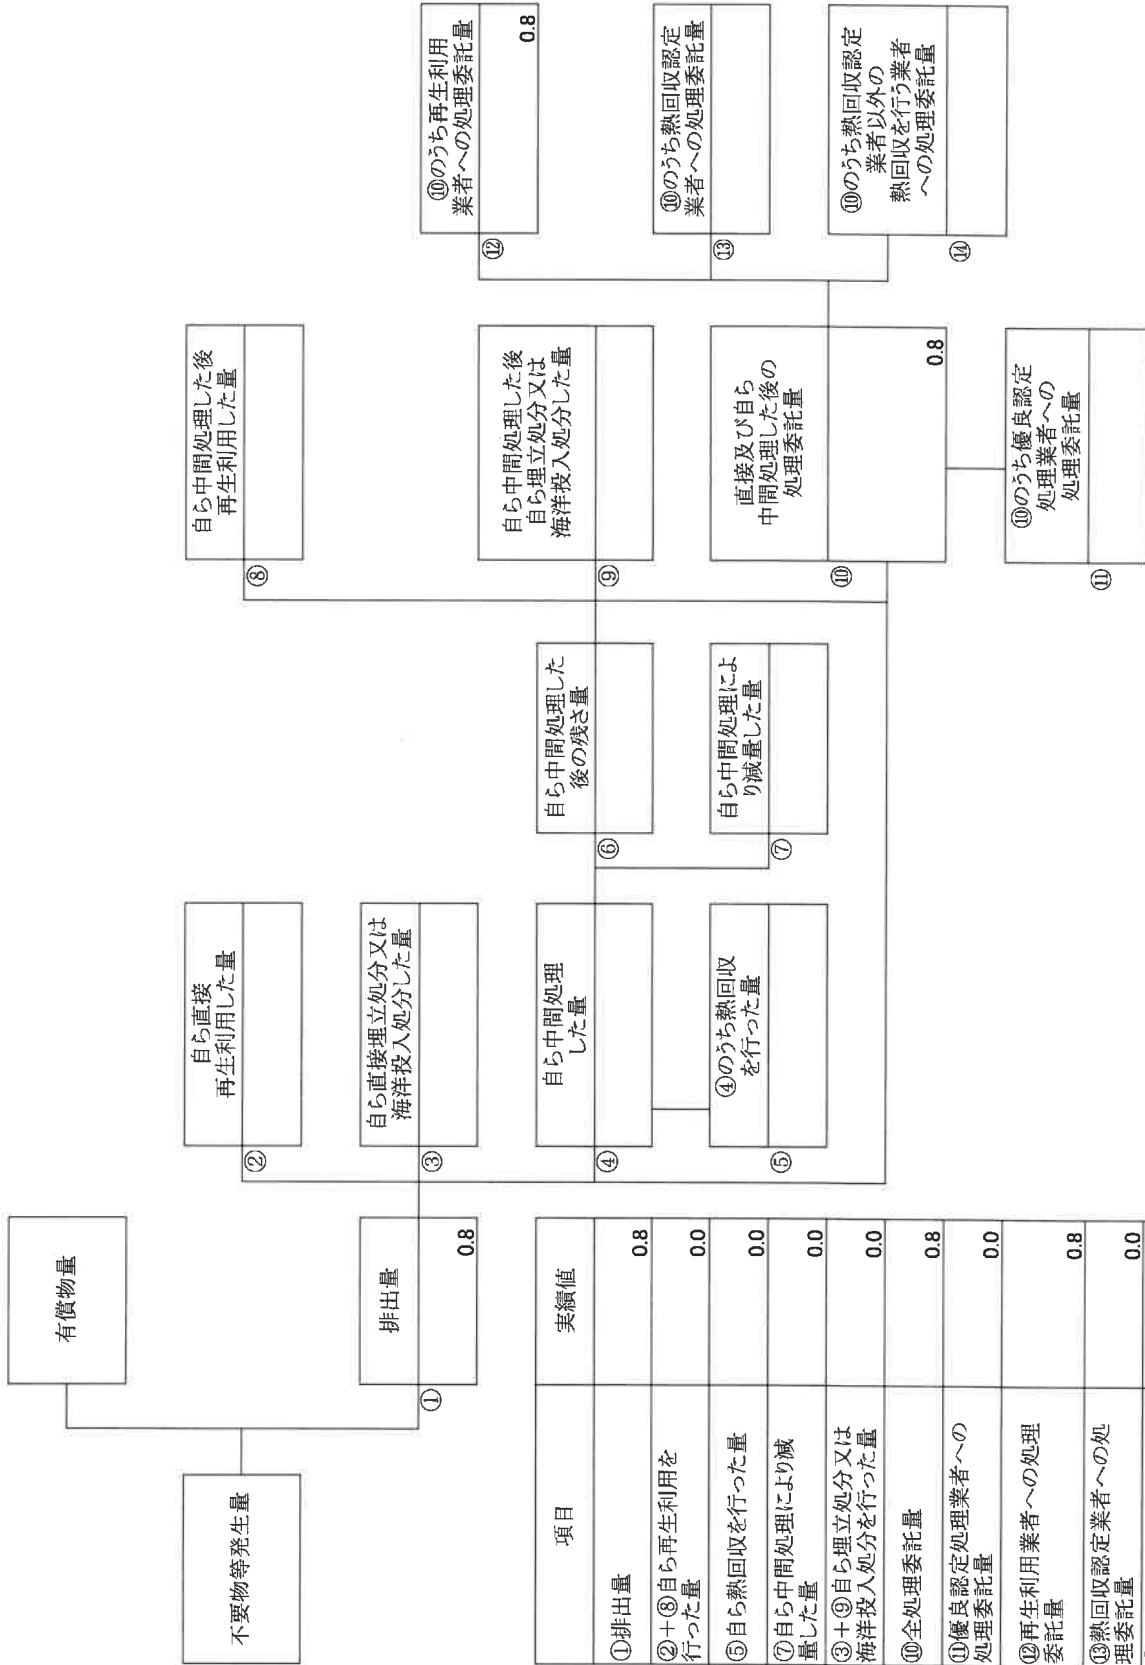 不要物等発生量
有償物量
①
排出量
0.8
②
自ら直接
再生利用した量
③
自ら直接埋立処分又は
海洋投入処分した量
④
自ら中間処理
した量
⑤
④のうち熱回収
を行った量
⑥
自ら中間処理した
後の残さ量
⑦
自ら中間処理によ
り減量した量
⑧
自ら中間処理した後
再生利用した量
⑨
自ら中間処理した後
自ら埋立処分又は
海洋投入処分した量
⑩
直接及び自ら
中間処理した後の
処理委託量
0.8
⑪
⑩のうち優良認定
処理業者への
処理委託量
⑫
⑩のうち再生利用
業者への処理委託量
0.8
⑬
⑩のうち熱回収認定
業者への処理委託量
⑭
⑩のうち熱回収認定
業者以外の
熱回収を行う業者
への処理委託量
項目 実績値
①排出量 0.8
②+⑧自ら再生利用を
行った量 0.0
⑤自ら熱回収を行った量 0.0
⑦自ら中間処理により減
量した量 0.0
③+⑨自ら埋立処分又は
海洋投入処分を行った量 0.0
⑩全処理委託量 0.8
⑪優良認定処理業者への
処理委託量 0.0
⑫再生利用業者への処理
委託量 0.8
⑬熱回収認定業者への処
理委託量 0.0